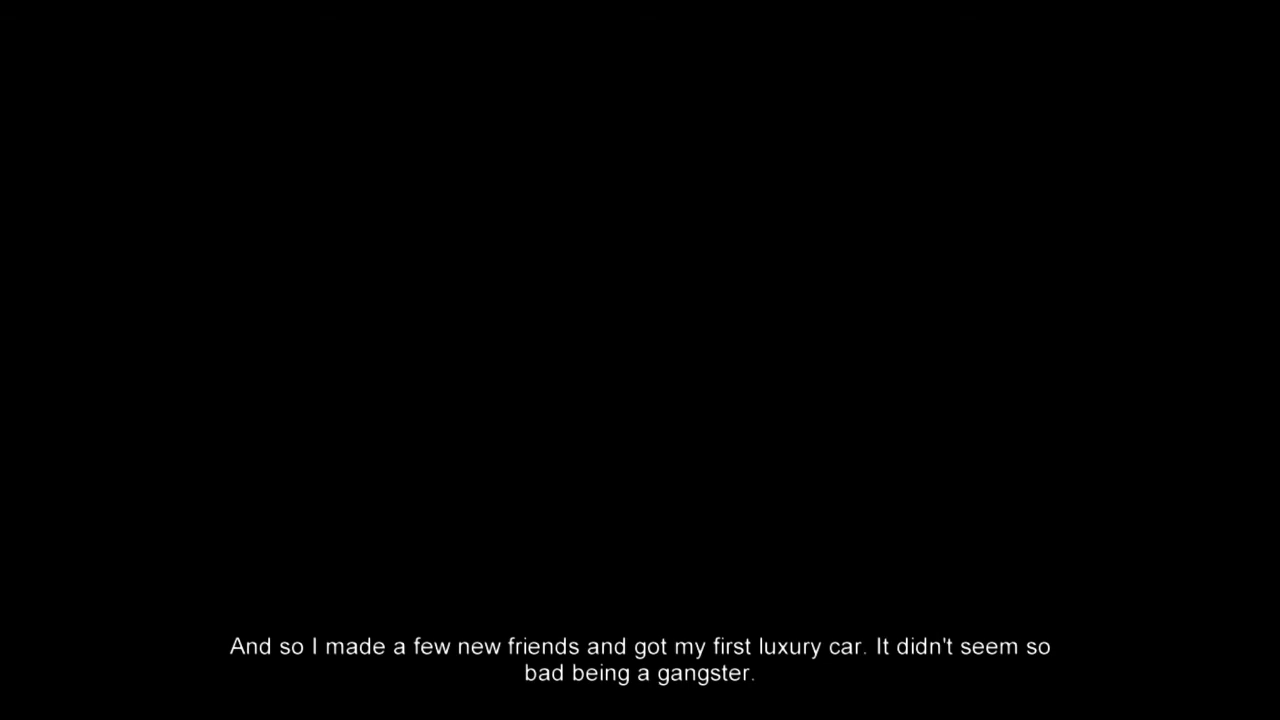 And so I made a few new friends and got my first luxury car. It didn't seem so
bad being a gangster.